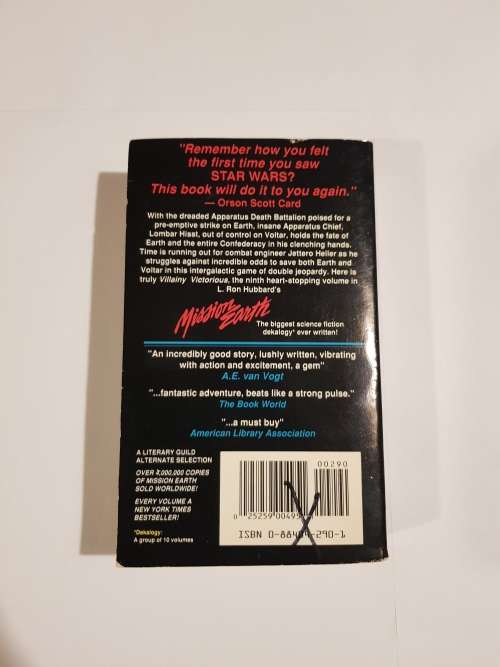 "Remember how you felt
the first time you saw
STAR WARS?
This book will do it to you again."
— Orson Scott Card
With the dreaded Apparatus Death Battalion poised for a
pre-emptive strike on Earth, insane Apparatus Chief,
Lombar Hisst, out of control on Voltar, holds the fate of
Earth and the entire Confederacy in his clenching hands.
Time is running out for combat engineer Jettero Heller as he
struggles against incredible odds to save both Earth and
Voltar in this intergalactic game of double jeopardy. Here is
truly Villainy Victorious, the ninth heart-stopping volume in
L. Ron Hubbard's
Mission Earth
The biggest science fiction
dekalogy* ever written!
"An incredibly good story, lushly written, vibrating
with action and excitement, a gem"
A.E. van Vogt
"...fantastic adventure, beats like a strong pulse."
The Book World
"...a must buy"
American Library Association
A LITERARY GUILD
ALTERNATE SELECTION
OVER ,000,000 COPIES
OF MISSION EARTH
SOLD WORLDWIDE!
EVERY VOLUME A
NEW YORK TIMES
BESTSELLER!
*Dekalogy:
A group of 10 volumes
00290
0 25259 00495
ISBN 0-884 -290-1